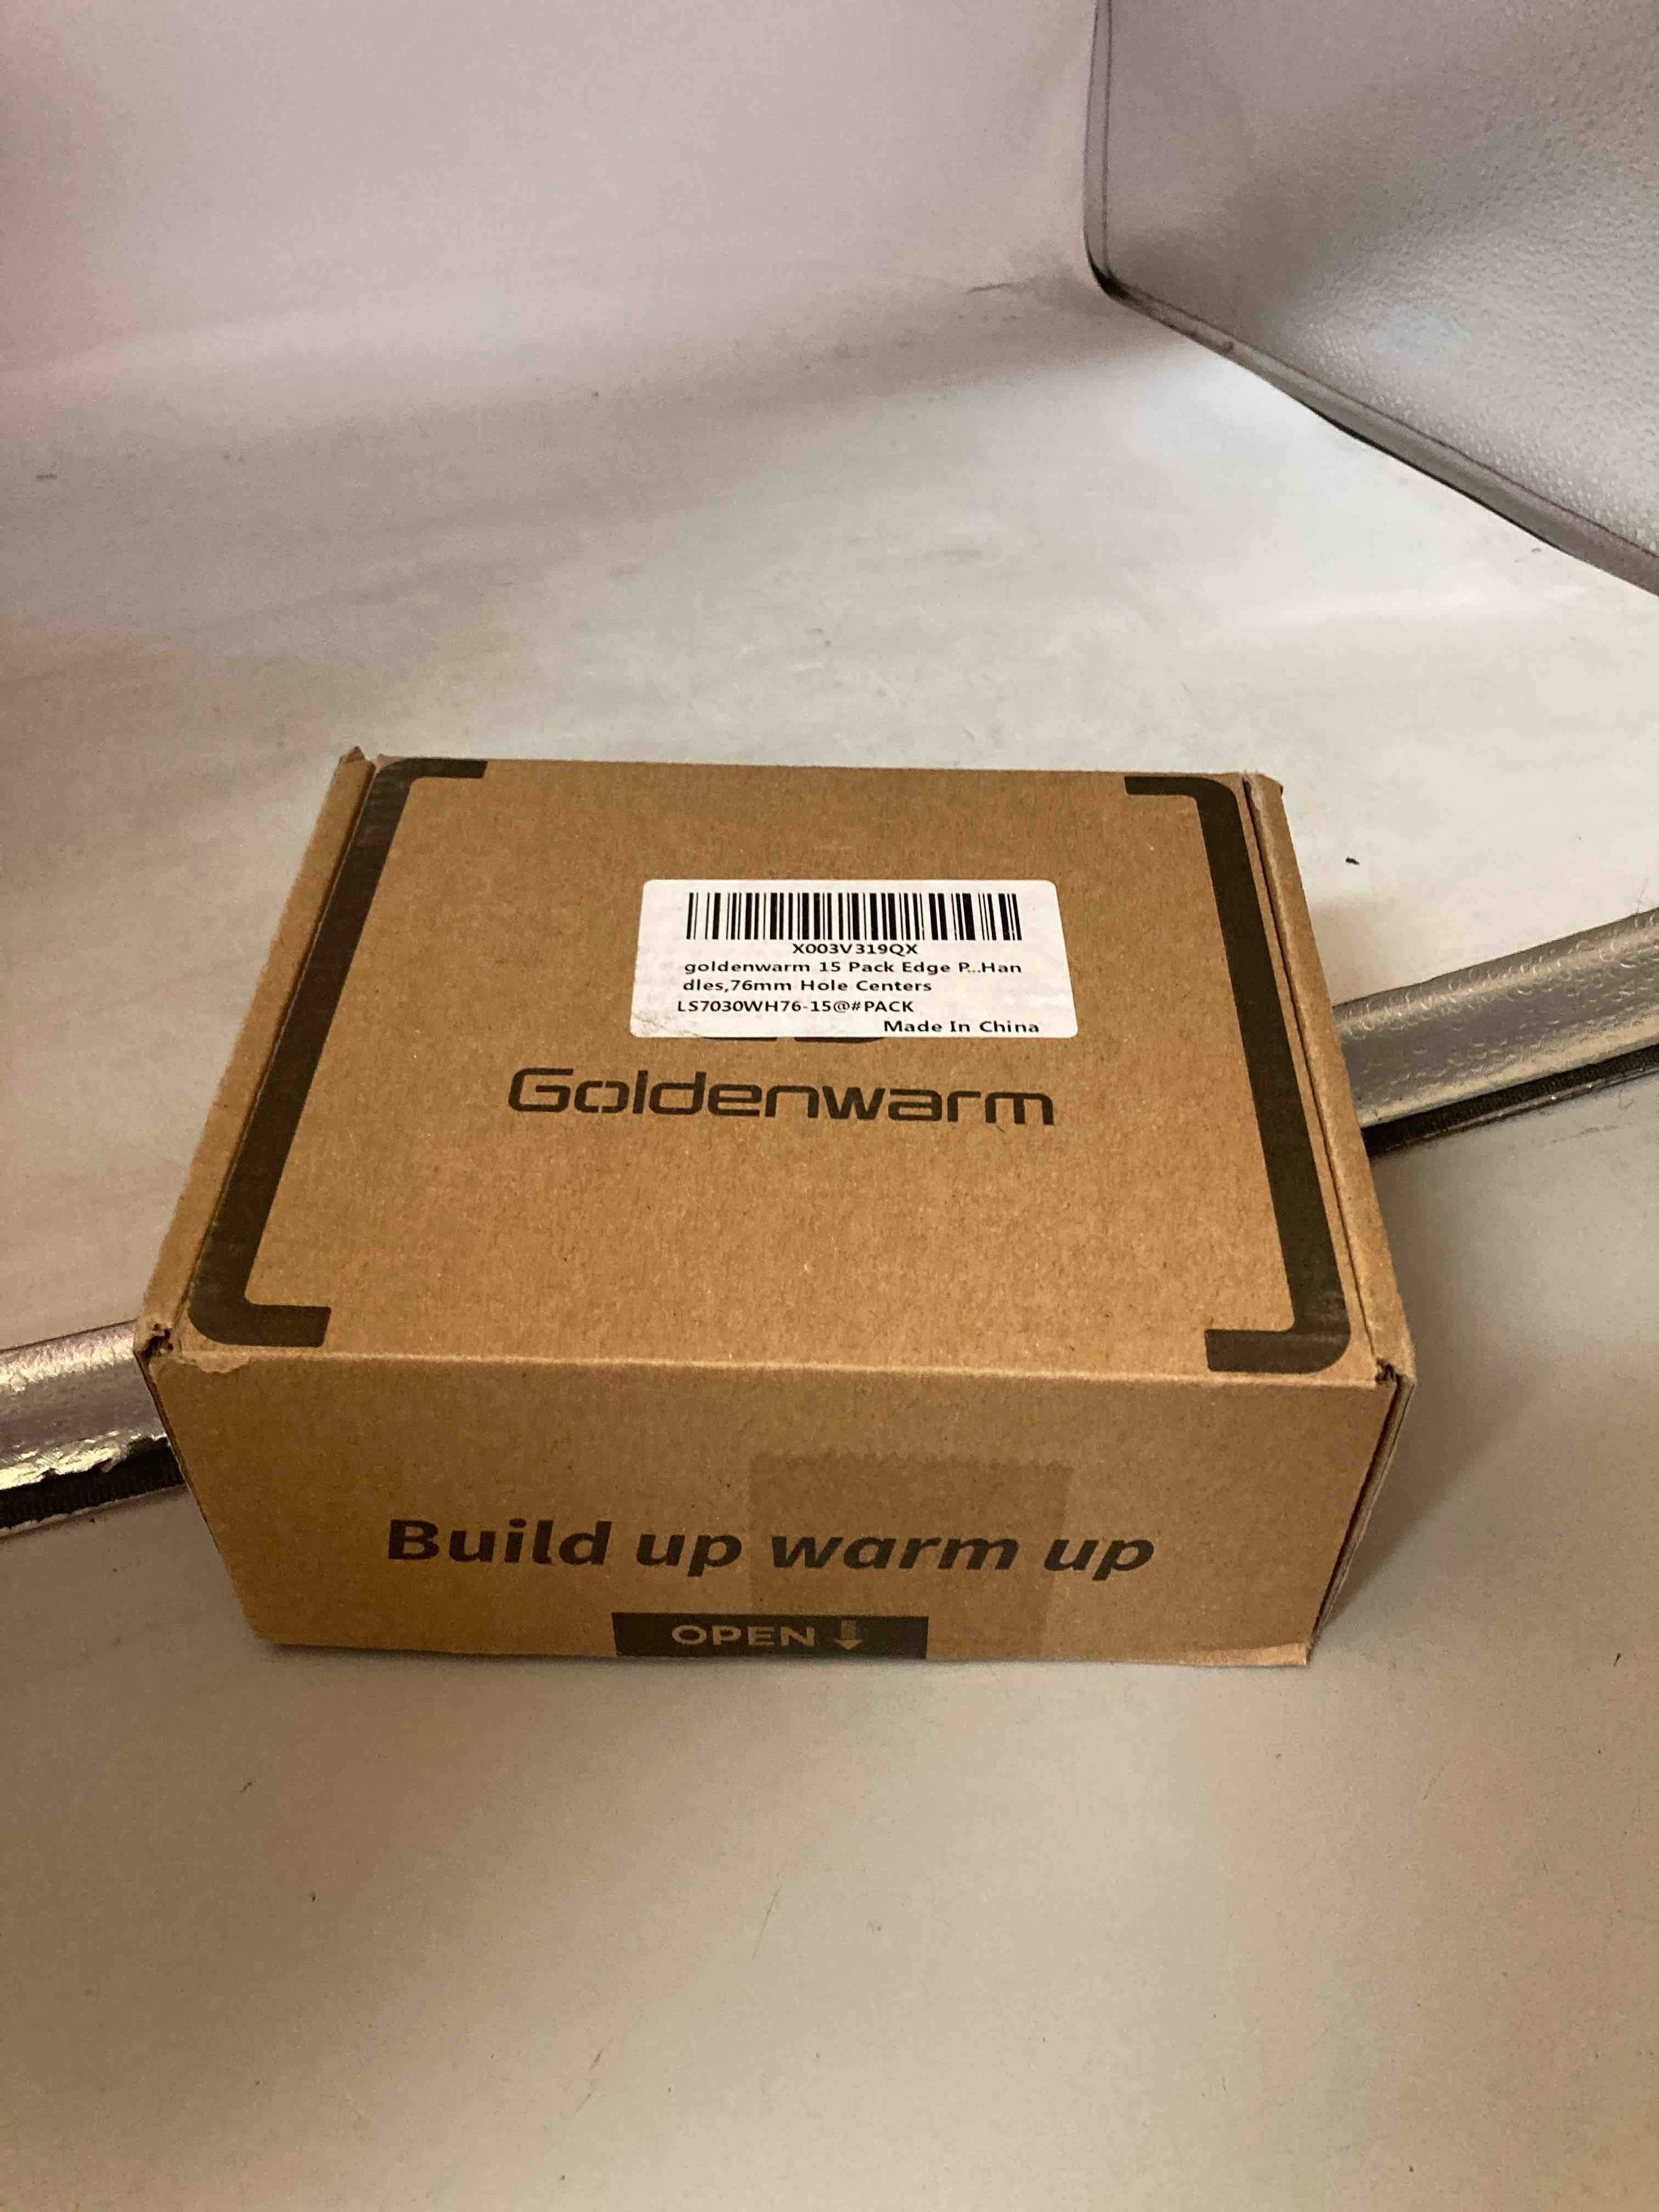 X003V319QX
goldenwarm 15 Pack Edge P...Han
dles,76mm Hole Centers
LS7030WH76-15@#PACK
Made In China
Goldenwarm
Build up warm up
OPEN